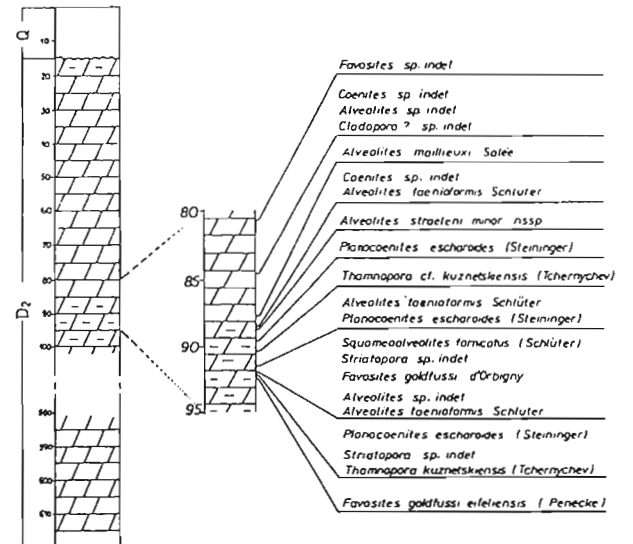 Q
D₂
10
20
30
40
50
60
70
80
90
100
80
85
90
95
Favosites sp. indet
Coenites sp indet
Alveolites sp. indet
Cladopora ? sp. indet
Alveolites maillieuxi Salée
Coenites sp. indet
Alveolites taeniaformis Schlüter
Alveolites straeleni minor nssp
Planocoenites escharoides (Steininger)
Thamnopora cf. kuznetskiensis (Tchernychev)
Alveolites taeniaformis Schlüter
Planocoenites escharoides (Steininger)
Squameoalveolites fornicatus (Schlüter)
Striatopora sp. indet
Favosites goldfussi d'Orbigny
Alveolites sp. indet
Alveolites taeniaformis Schlüter
Planocoenites escharoides (Steininger)
Striatopora sp. indet
Thamnopora kuznetskiensis (Tchernychev)
Favosites goldfussi eifeliensis (Penecke)